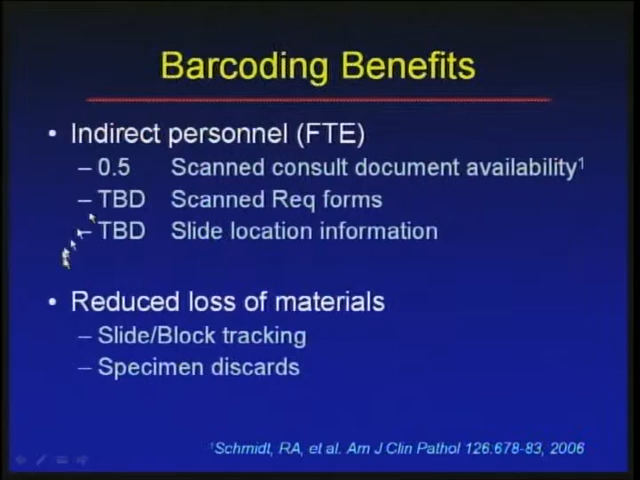 Barcoding Benefits
• Indirect personnel (FTE)
– 0.5 Scanned consult document availability¹
– TBD Scanned Req forms
– TBD Slide location information
• Reduced loss of materials
– Slide/Block tracking
– Specimen discards
¹Schmidt, RA, et al. Am J Clin Pathol 126:678-83, 2006